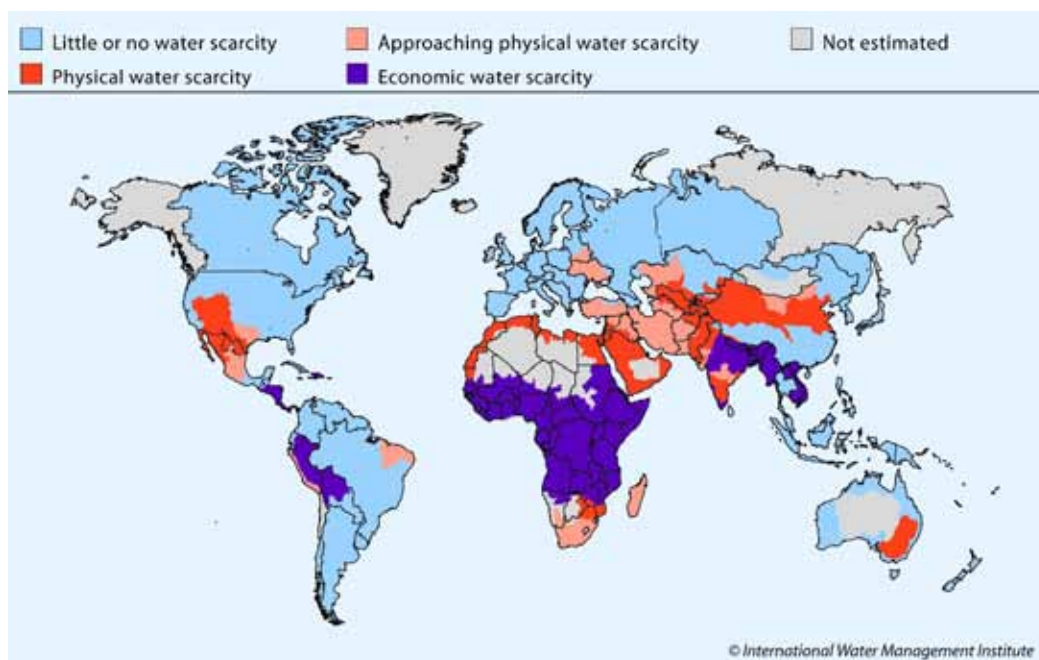 Little or no water scarcity
Approaching physical water scarcity
Not estimated
Physical water scarcity
Economic water scarcity
© International Water Management Institute